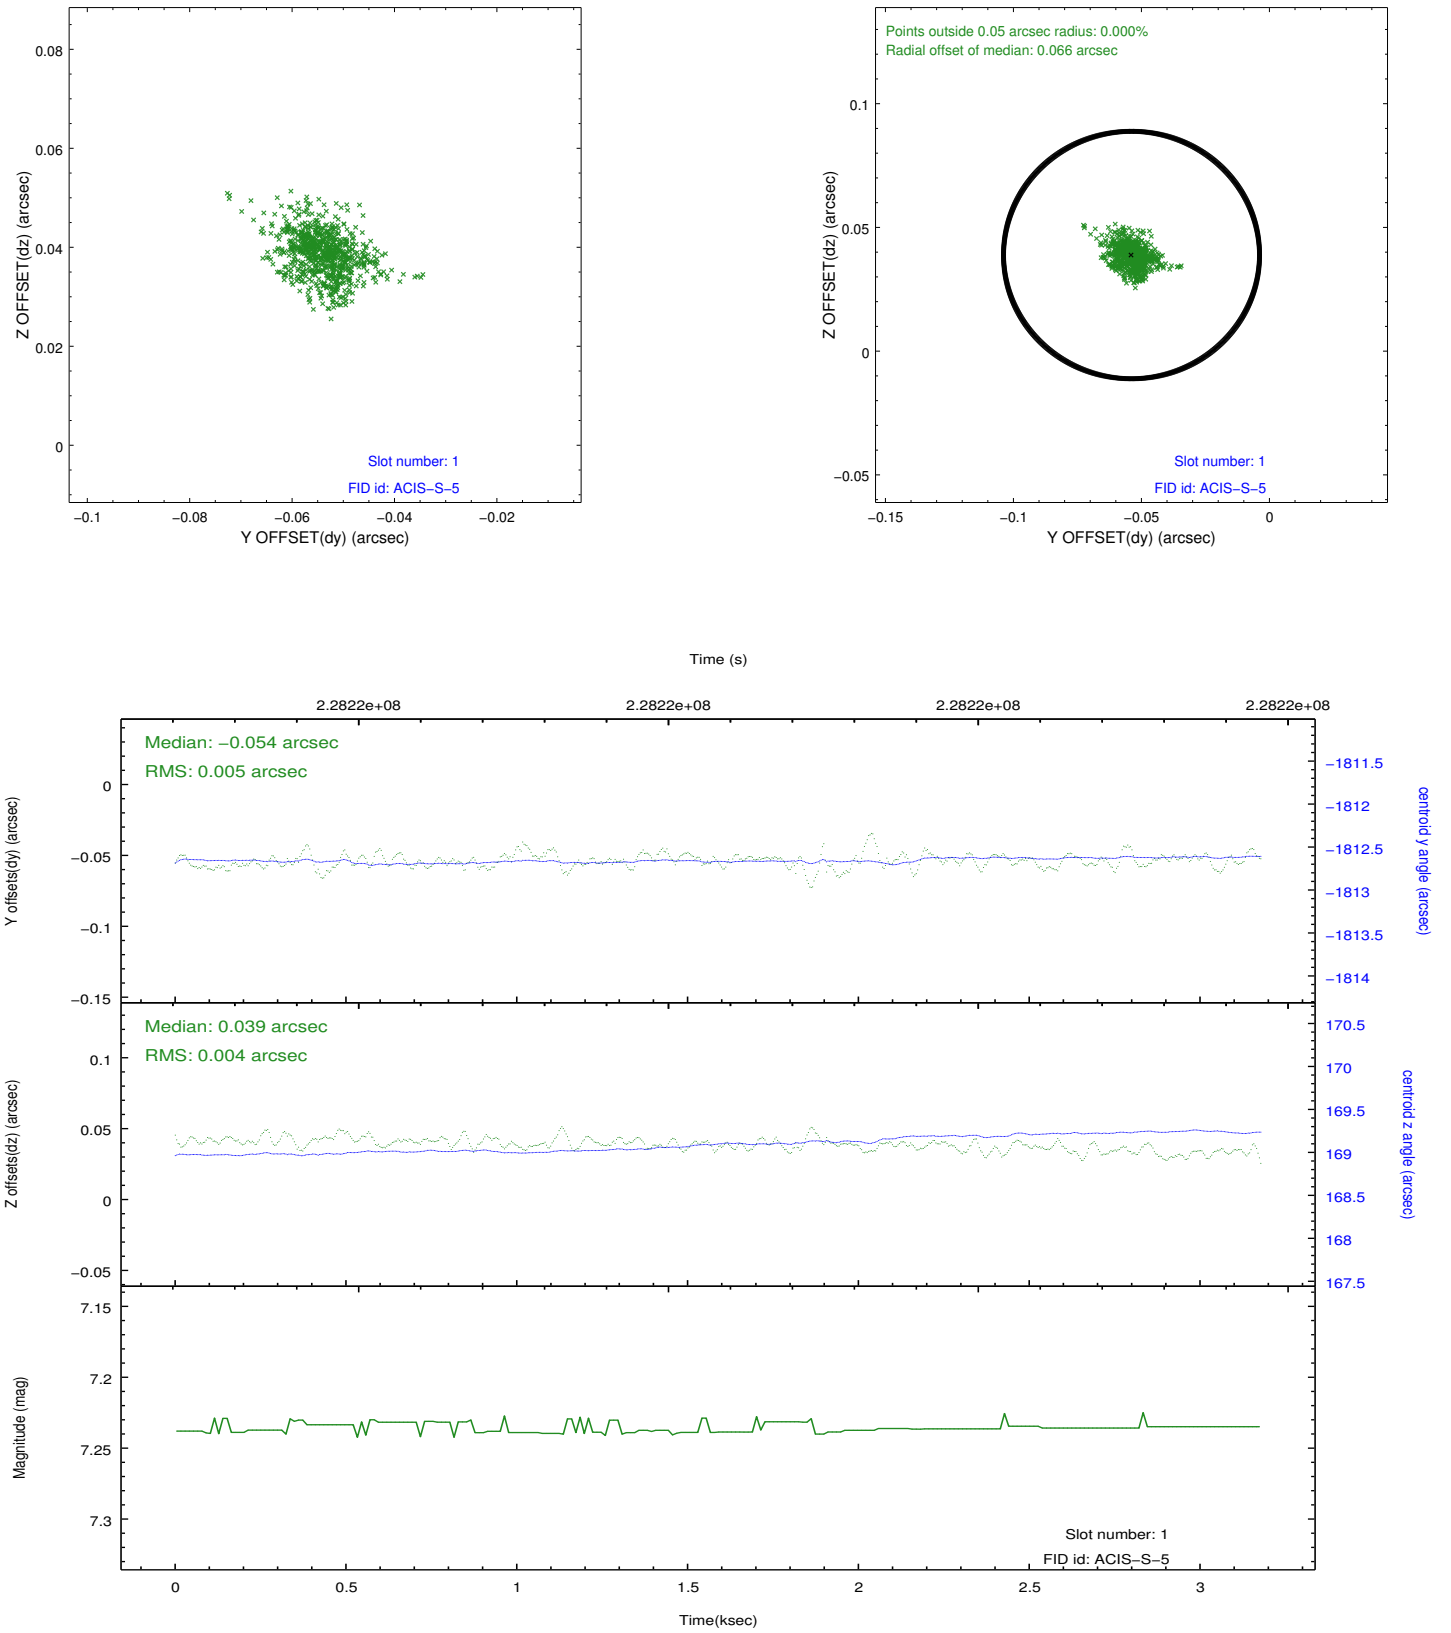 0.08
0.06
0.04
0.02
0
Z OFFSET(dz) (arcsec)
Slot number: 1
FID id: ACIS−S−5
−0.1
−0.08
−0.06
−0.04
−0.02
Y OFFSET(dy) (arcsec)
Points outside 0.05 arcsec radius: 0.000%
Radial offset of median: 0.066 arcsec
0.1
0.05
0
−0.05
Z OFFSET(dz) (arcsec)
Slot number: 1
FID id: ACIS−S−5
−0.15
−0.1
−0.05
0
Y OFFSET(dy) (arcsec)
Time (s)
2.2822e+08
2.2822e+08
2.2822e+08
2.2822e+08
Median: −0.054 arcsec
RMS: 0.005 arcsec
0
−0.05
−0.1
−0.15
Y offsets(dy) (arcsec)
−1811.5
−1812
−1812.5
−1813
−1813.5
−1814
centroid y angle (arcsec)
Median: 0.039 arcsec
RMS: 0.004 arcsec
0.1
0.05
0
−0.05
Z offsets(dz) (arcsec)
170.5
170
169.5
169
168.5
168
167.5
centroid z angle (arcsec)
7.15
7.2
7.25
7.3
Magnitude (mag)
Slot number: 1
FID id: ACIS−S−5
0
0.5
1
1.5
2
2.5
3
Time(ksec)